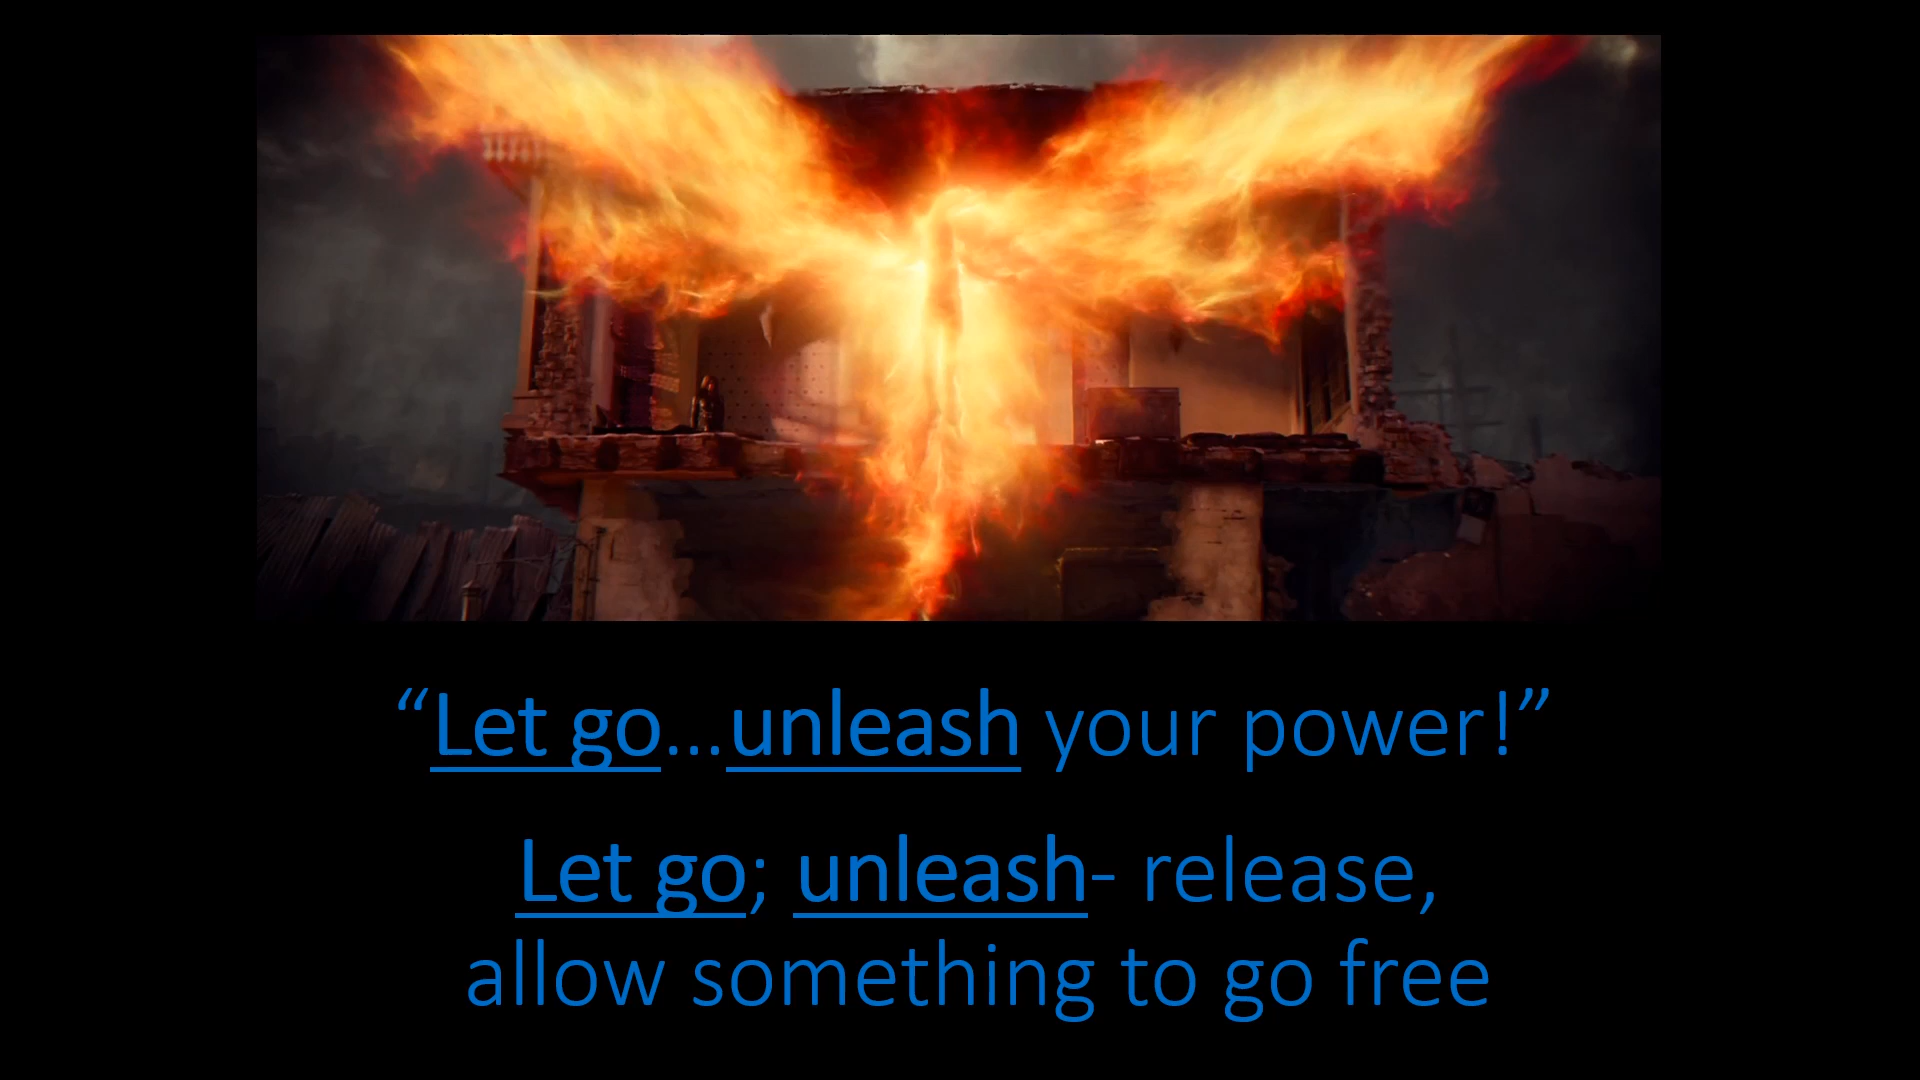 “Let go…unleash your power!”
Let go; unleash- release,
allow something to go free